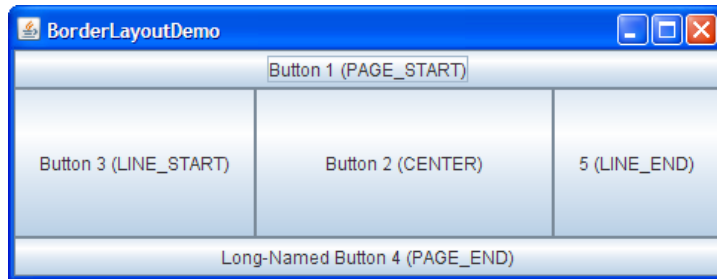 BorderLayoutDemo
Button 1 (PAGE_START)
Button 3 (LINE_START)
Button 2 (CENTER)
5 (LINE_END)
Long-Named Button 4 (PAGE_END)